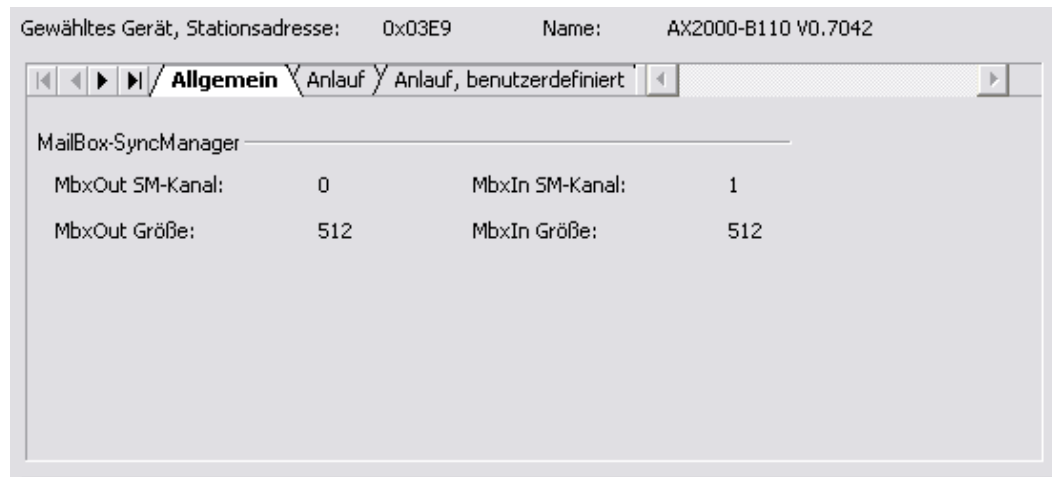 Gewähltes Gerät, Stationsadresse: 0x03E9 Name: AX2000-B110 V0.7042
Allgemein Anlauf Anlauf, benutzerdefiniert
MailBox-SyncManager
MbxOut SM-Kanal: 0 MbxIn SM-Kanal: 1
MbxOut Größe: 512 MbxIn Größe: 512